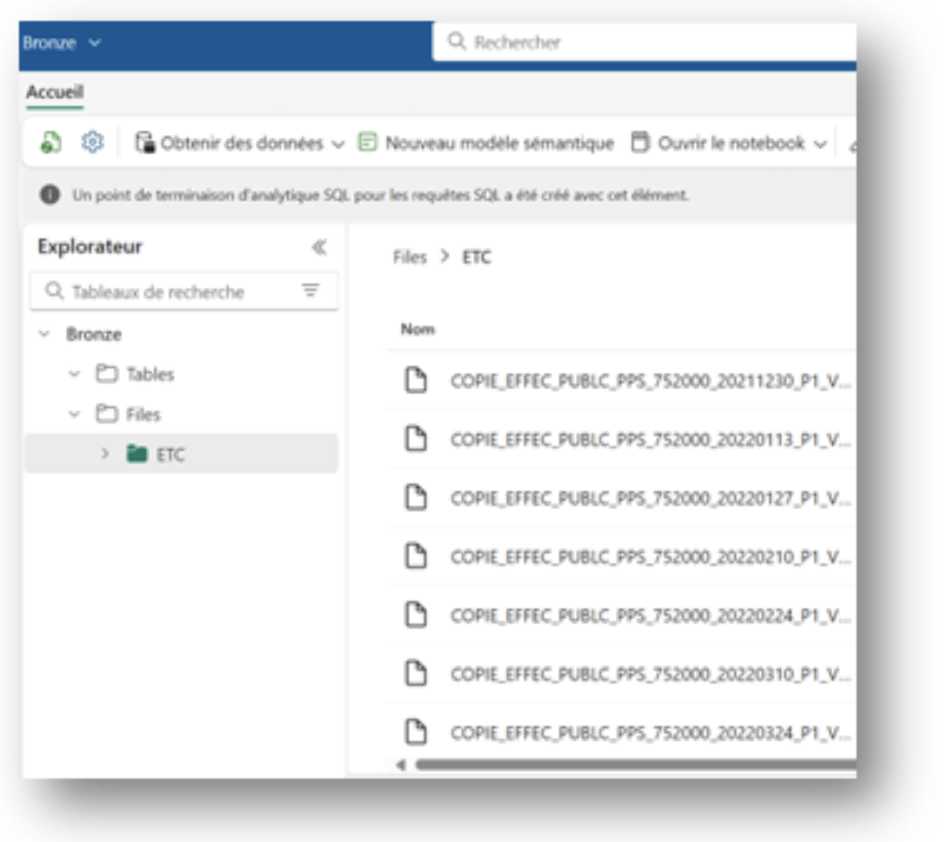 Bronze
Rechercher
Accueil
Obtenir des données Nouveau modèle sémantique Ouvrir le notebook
Un point de terminaison d'analytique SQL pour les requêtes SQL a été créé avec cet élément.
Explorateur
Tableaux de recherche
Bronze
Tables
Files
ETC
Files > ETC
Nom
COPIE_EFFEC_PUBLC_PPS_752000_20211230_P1_V...
COPIE_EFFEC_PUBLC_PPS_752000_20220113_P1_V...
COPIE_EFFEC_PUBLC_PPS_752000_20220127_P1_V...
COPIE_EFFEC_PUBLC_PPS_752000_20220210_P1_V...
COPIE_EFFEC_PUBLC_PPS_752000_20220224_P1_V...
COPIE_EFFEC_PUBLC_PPS_752000_20220310_P1_V...
COPIE_EFFEC_PUBLC_PPS_752000_20220324_P1_V...